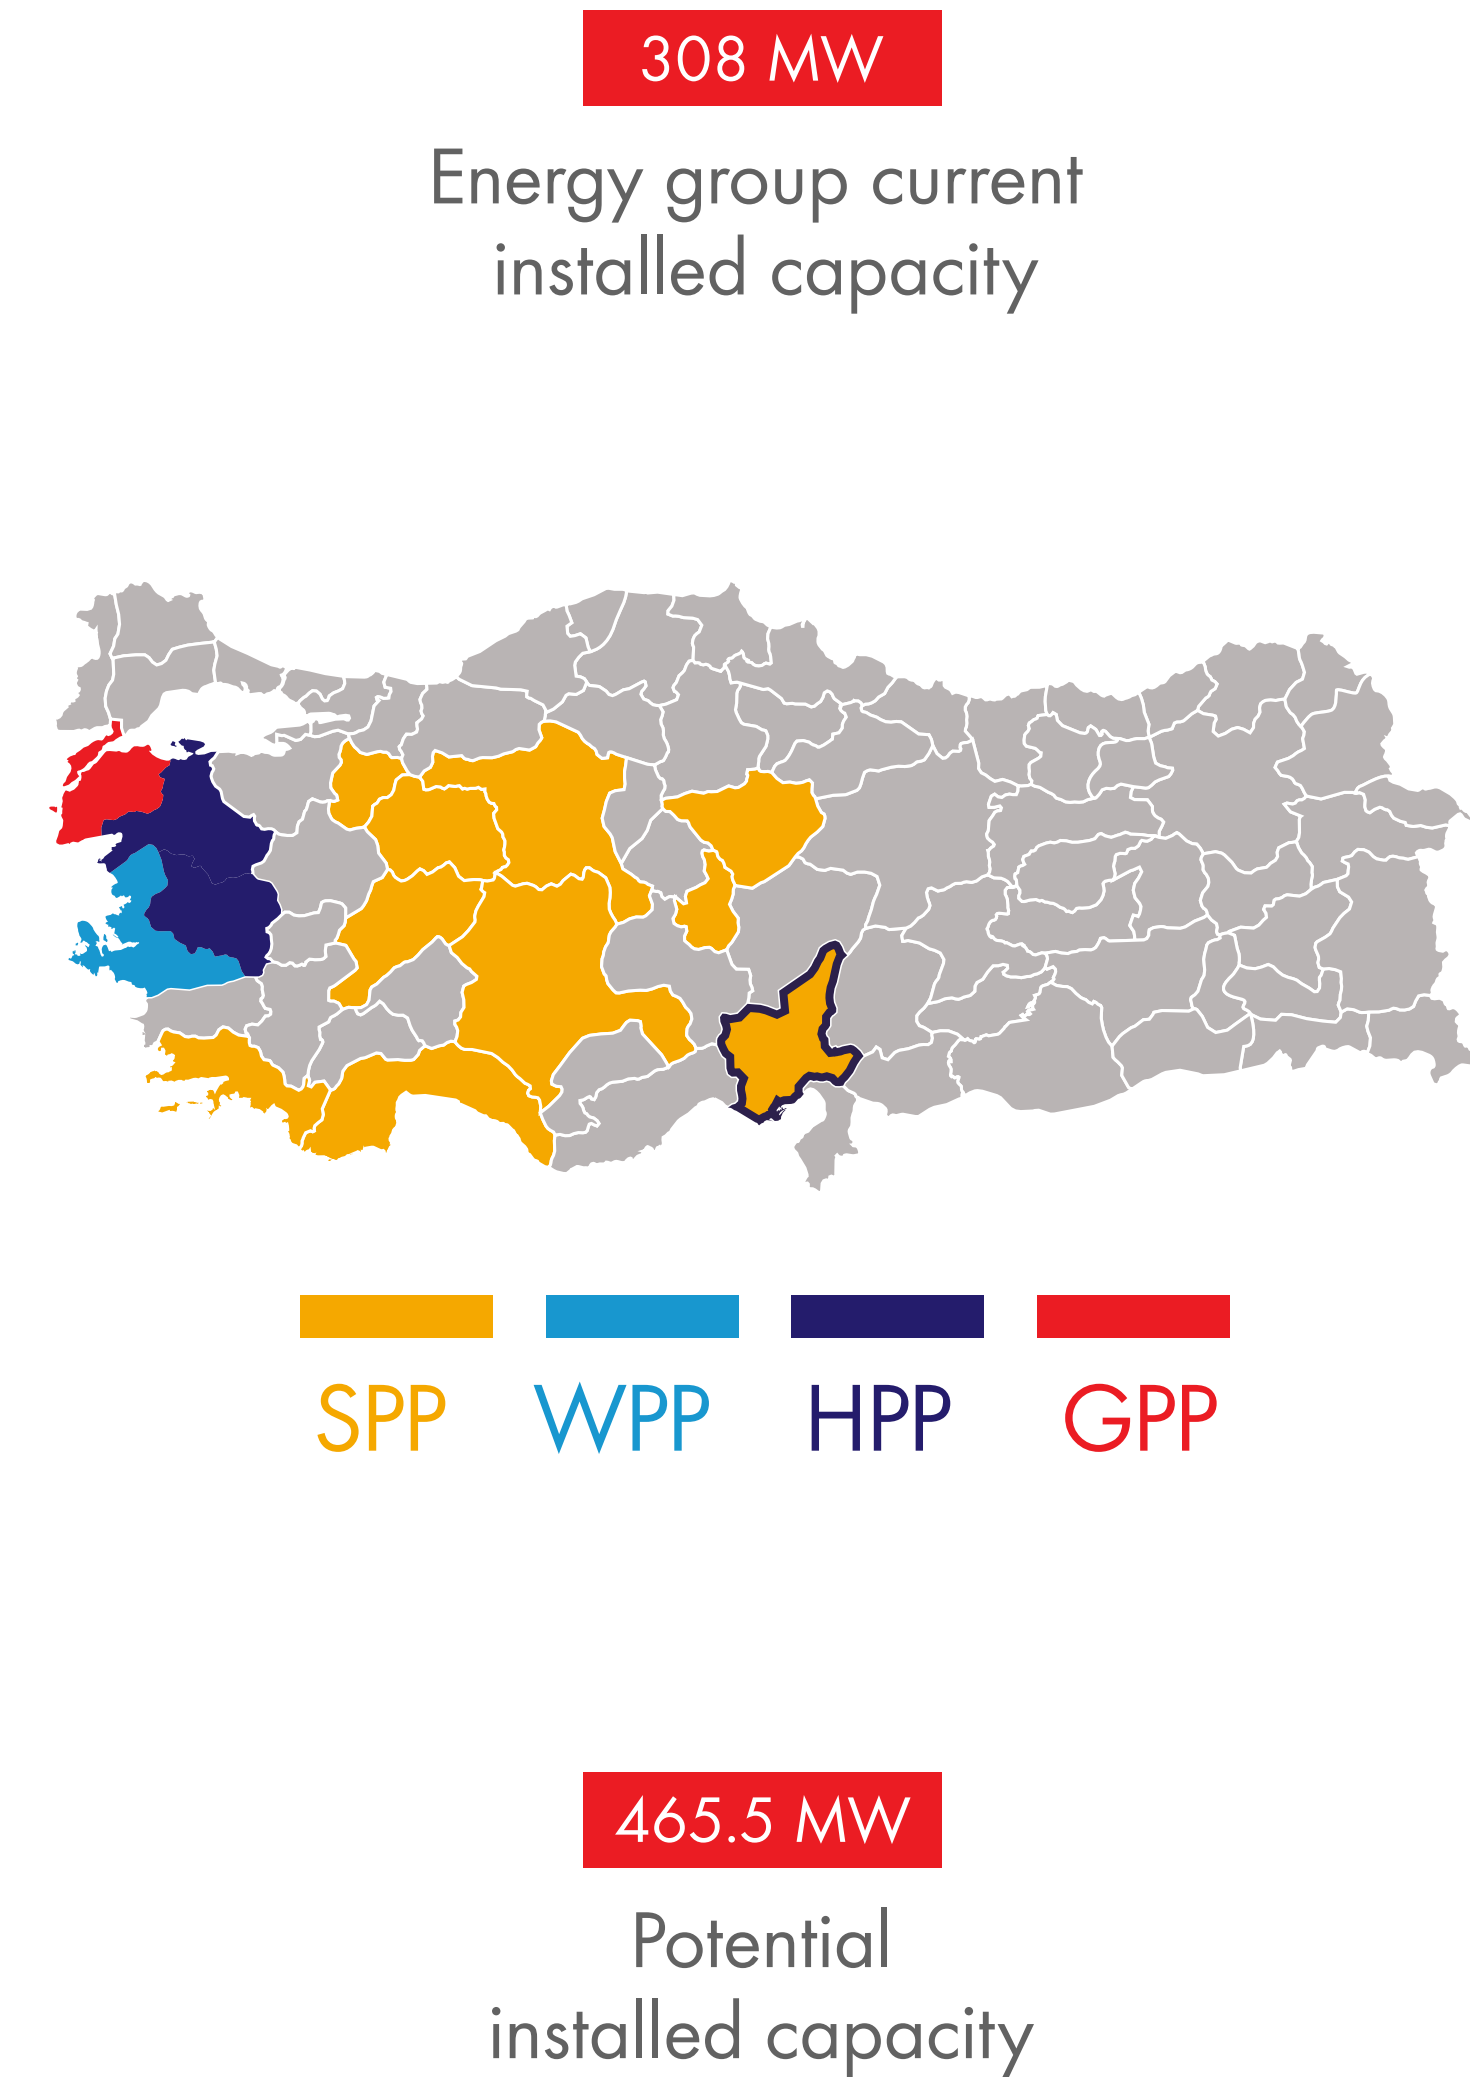 308 MW
Energy group current
installed capacity
SPP WPP HPP GPP
465.5 MW
Potential
installed capacity